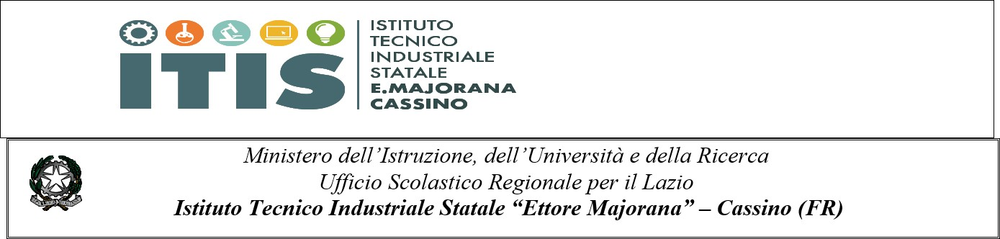 ISTITUTO
TECNICO
INDUSTRIALE
STATALE
E.MAJORANA
CASSINO
ITIS
Ministero dell’Istruzione, dell’Università e della Ricerca
Ufficio Scolastico Regionale per il Lazio
Istituto Tecnico Industriale Statale “Ettore Majorana” – Cassino (FR)